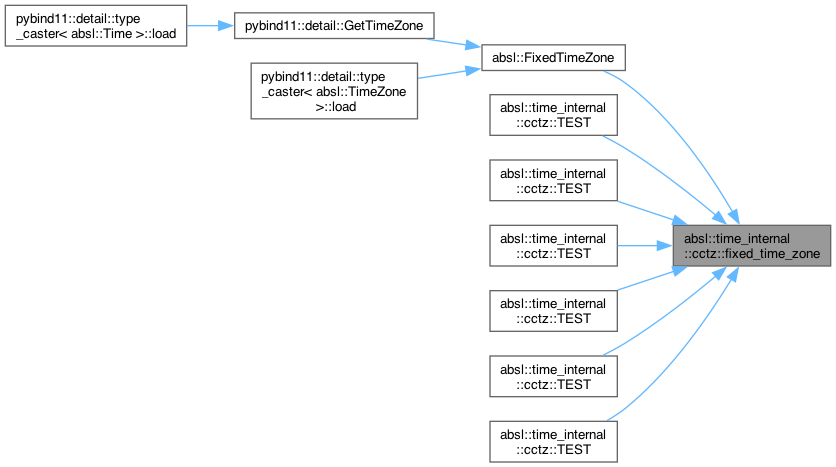 pybind11::detail::type
_caster< absl::Time >::load
pybind11::detail::GetTimeZone
absl::FixedTimeZone
pybind11::detail::type
_caster< absl::TimeZone
>::load
absl::time_internal
::cctz::TEST
absl::time_internal
::cctz::TEST
absl::time_internal
::cctz::TEST
absl::time_internal
::cctz::TEST
absl::time_internal
::cctz::TEST
absl::time_internal
::cctz::TEST
absl::time_internal
::cctz::fixed_time_zone